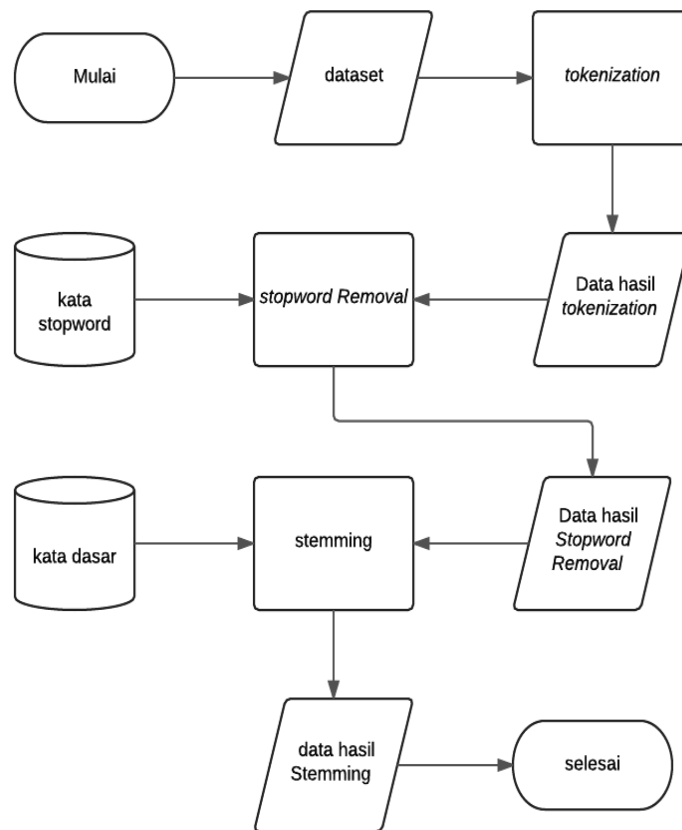 Mulai
dataset
tokenization
kata
stopword
stopword Removal
Data hasil
tokenization
kata dasar
stemming
Data hasil
Stopword
Removal
data hasil
Stemming
selesai